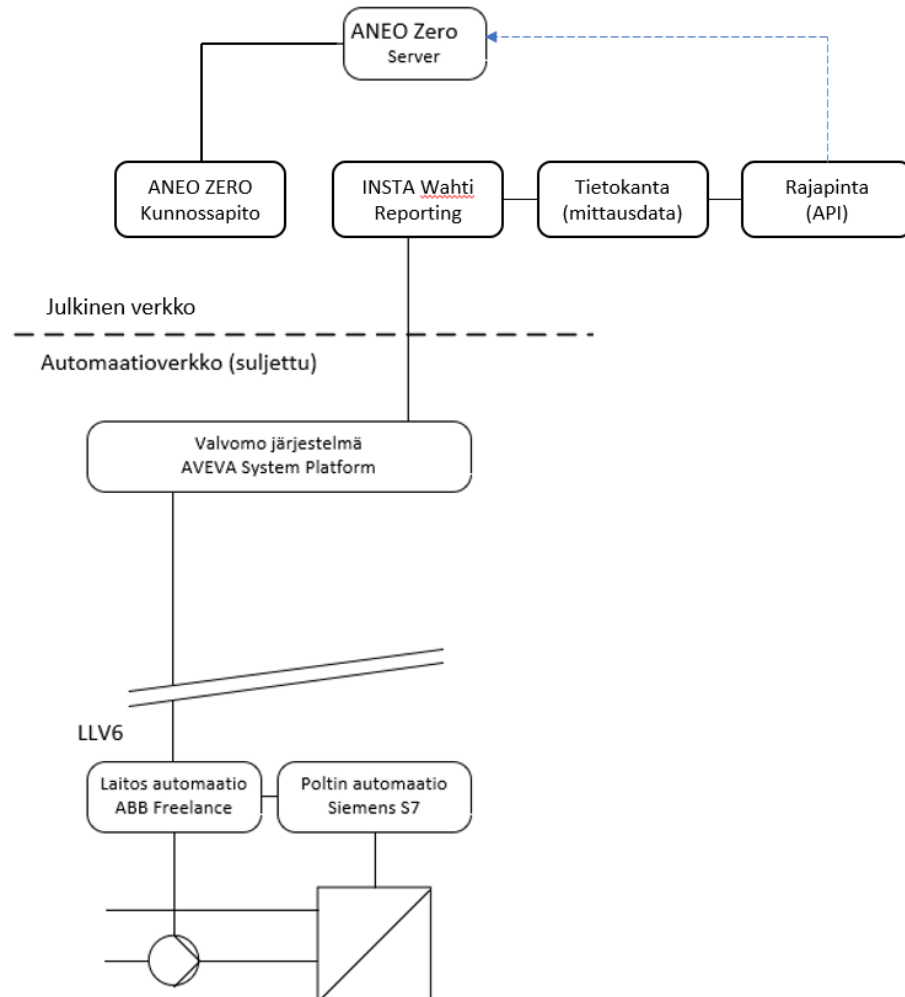 ANEO Zero
Server
ANEO ZERO
Kunnossapito
INSTA Wahti
Reporting
Tietokanta
(mittausdata)
Rajapinta
(API)
Julkinen verkko
Automaatioverkko (suljettu)
Valvomo järjestelmä
AVEVA System Platform
LLV6
Laitos automaatio
ABB Freelance
Poltin automaatio
Siemens S7